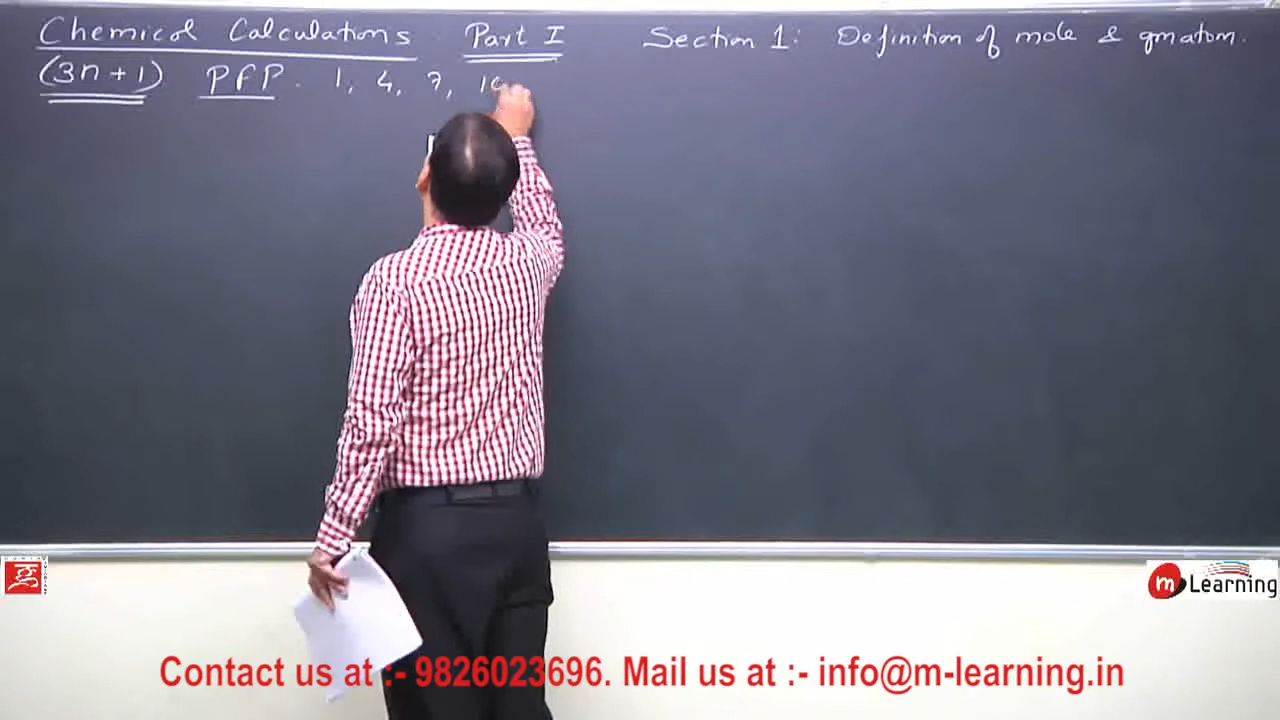 Chemical Calculations Part I Section 1: Definition of mole & gmatom.
(3n + 1) PFP. 1, 4, 7, 10
m Learning
Contact us at :- 9826023696. Mail us at :- info@m-learning.in